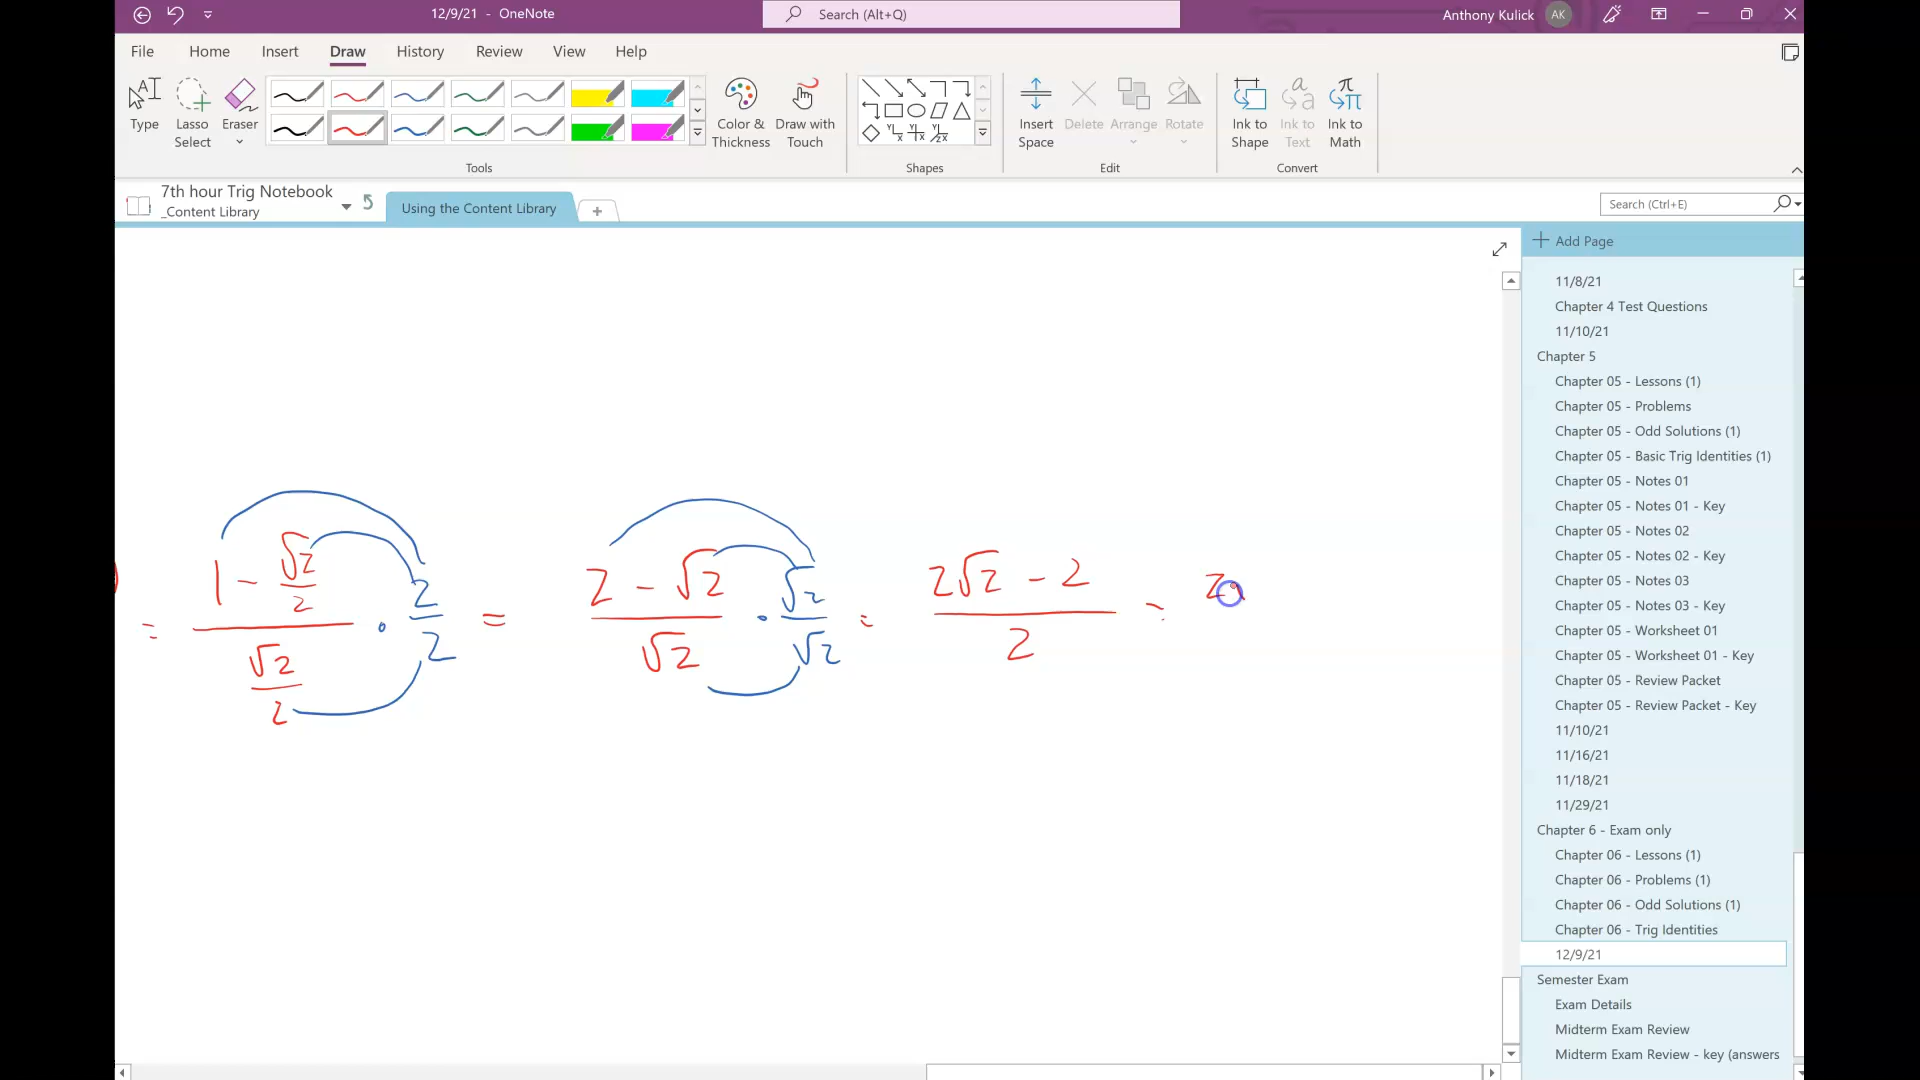 12/9/21 - OneNote
Search (Alt+Q)
Anthony Kulick
AK
File Home Insert Draw History Review View Help
Type
Lasso Select
Eraser
Color & Thickness
Draw with Touch
Insert Space
Delete
Arrange
Rotate
Ink to Shape
Ink to Text
Ink to Math
Tools
Shapes
Edit
Convert
7th hour Trig Notebook
_Content Library
Using the Content Library
Search (Ctrl+E)
Add Page
11/8/21
Chapter 4 Test Questions
11/10/21
Chapter 5
Chapter 05 - Lessons (1)
Chapter 05 - Problems
Chapter 05 - Odd Solutions (1)
Chapter 05 - Basic Trig Identities (1)
Chapter 05 - Notes 01
Chapter 05 - Notes 01 - Key
Chapter 05 - Notes 02
Chapter 05 - Notes 02 - Key
Chapter 05 - Notes 03
Chapter 05 - Notes 03 - Key
Chapter 05 - Worksheet 01
Chapter 05 - Worksheet 01 - Key
Chapter 05 - Review Packet
Chapter 05 - Review Packet - Key
11/10/21
11/16/21
11/18/21
11/29/21
Chapter 6 - Exam only
Chapter 06 - Lessons (1)
Chapter 06 - Problems (1)
Chapter 06 - Odd Solutions (1)
Chapter 06 - Trig Identities
12/9/21
Semester Exam
Exam Details
Midterm Exam Review
Midterm Exam Review - key (answers
= (1 - √2/2)/(√2/2) · 2/2 = (2 - √2)/√2 · √2/√2 = (2√2 - 2)/2 = 2